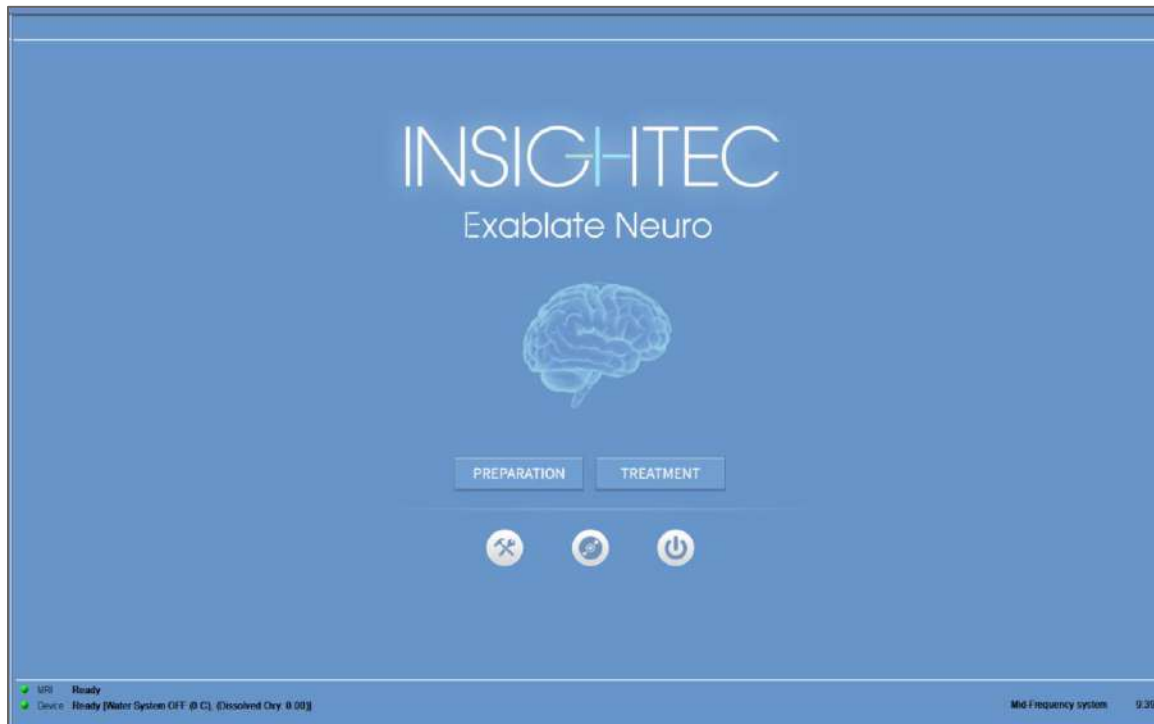 INSIGHTEC
Exablate Neuro
PREPARATION TREATMENT
MRI Ready
Device Ready [Water System OFF (0 C), (Dissolved Oxy: 0.00)]
Mid-Frequency system